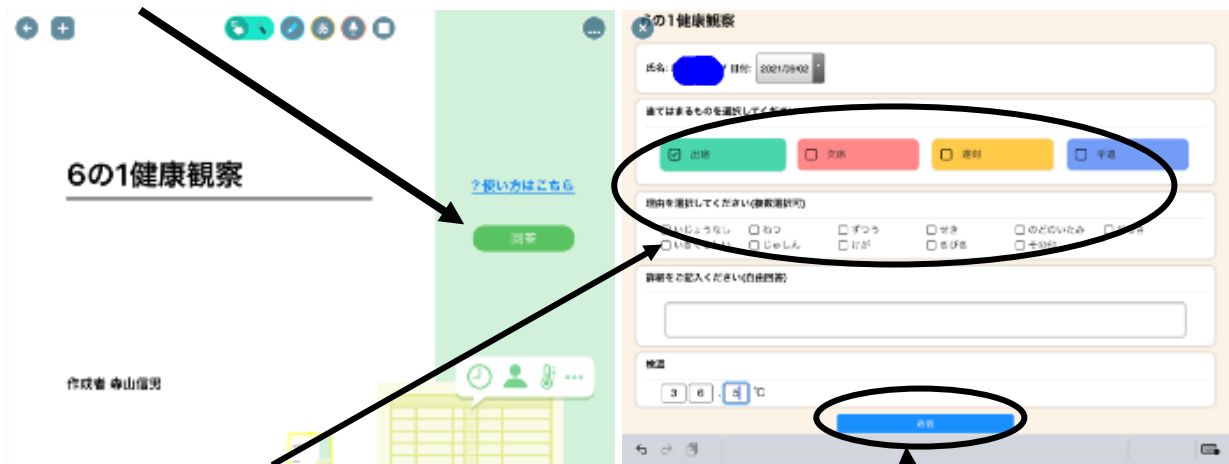 6の1健康観察
?使い方はこちら
回答
作成者 森山信男
6の1健康観察
氏名:
日付: 2021/09/02
当てはまるものを選択してください
出席
欠席
遅刻
早退
理由を選択してください(複数選択可)
いじょうなし ねつ ずつう せき のどのいたみ
じゅしん けが きびき その他
詳細をご記入ください(自由回答)
検温
3 6 . 5 ℃
送信